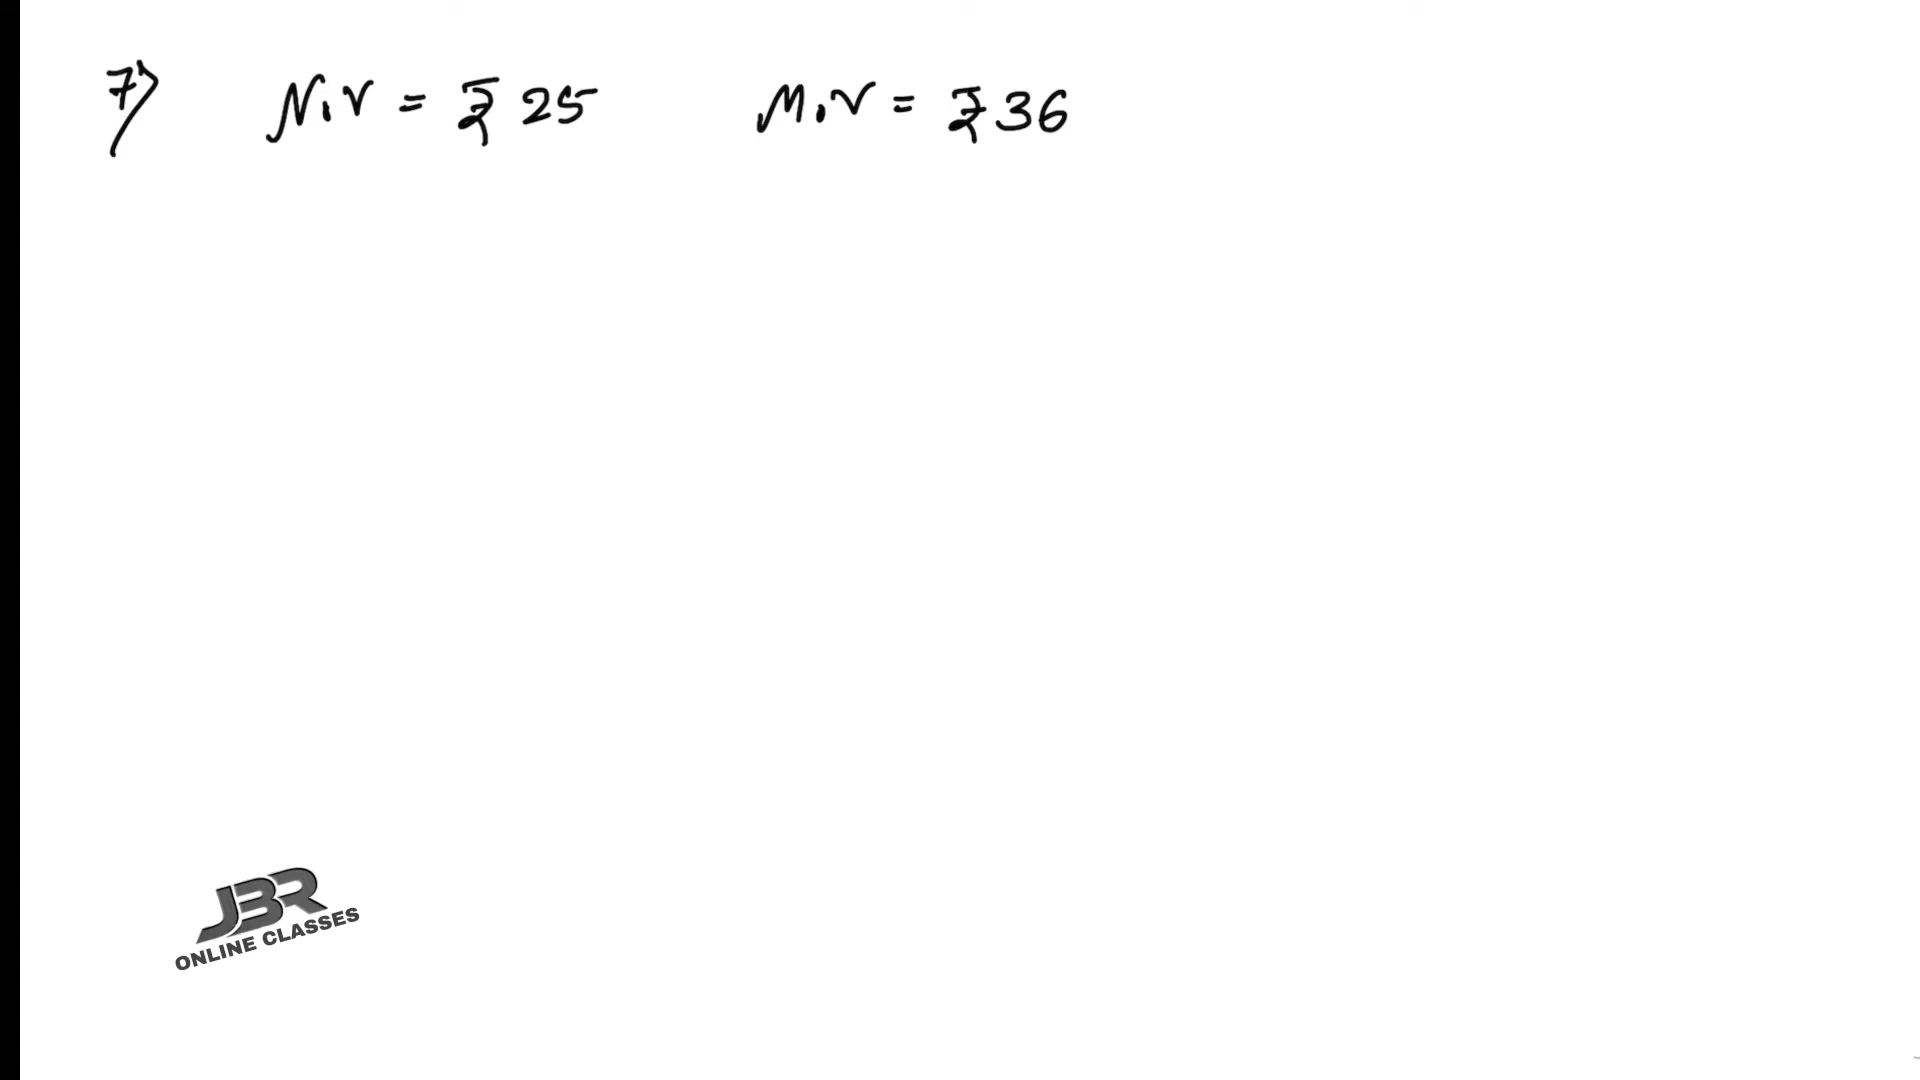 7) N.V = ₹ 25 M.V = ₹ 36
JBR
ONLINE CLASSES